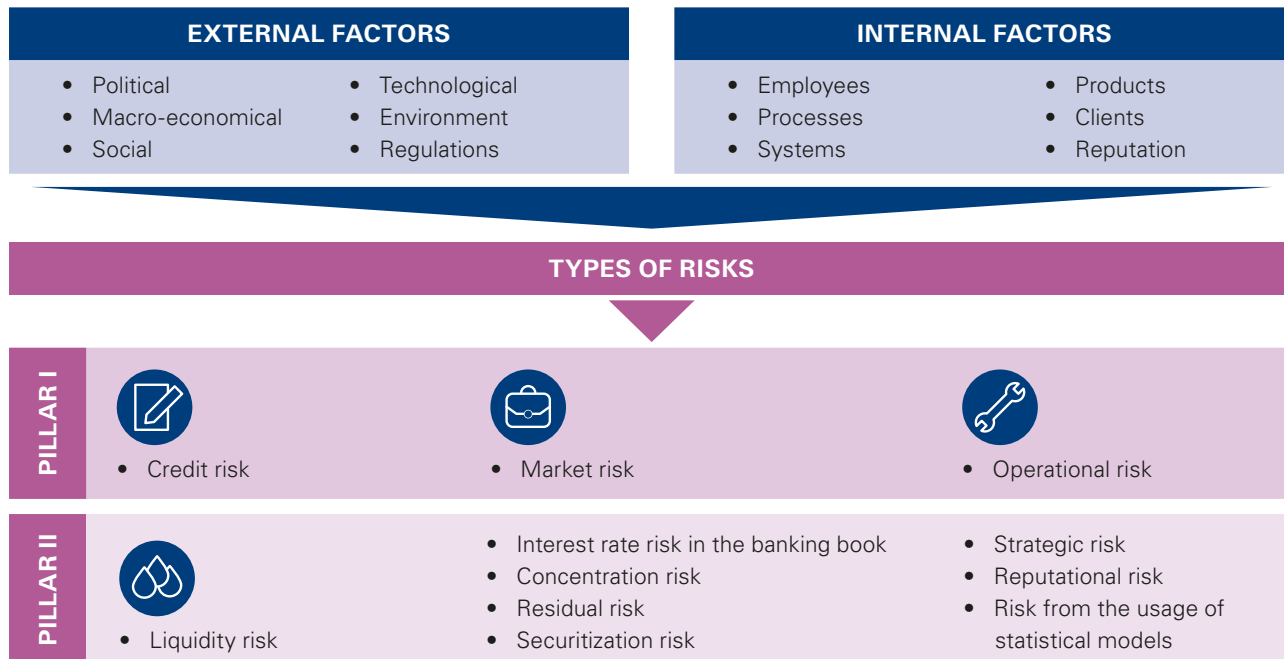 EXTERNAL FACTORS
• Political
• Macro-economical
• Social
• Technological
• Environment
• Regulations
INTERNAL FACTORS
• Employees
• Processes
• Systems
• Products
• Clients
• Reputation
TYPES OF RISKS
PILLAR I
• Credit risk
• Market risk
• Operational risk
PILLAR II
• Liquidity risk
• Interest rate risk in the banking book
• Concentration risk
• Residual risk
• Securitization risk
• Strategic risk
• Reputational risk
• Risk from the usage of
statistical models